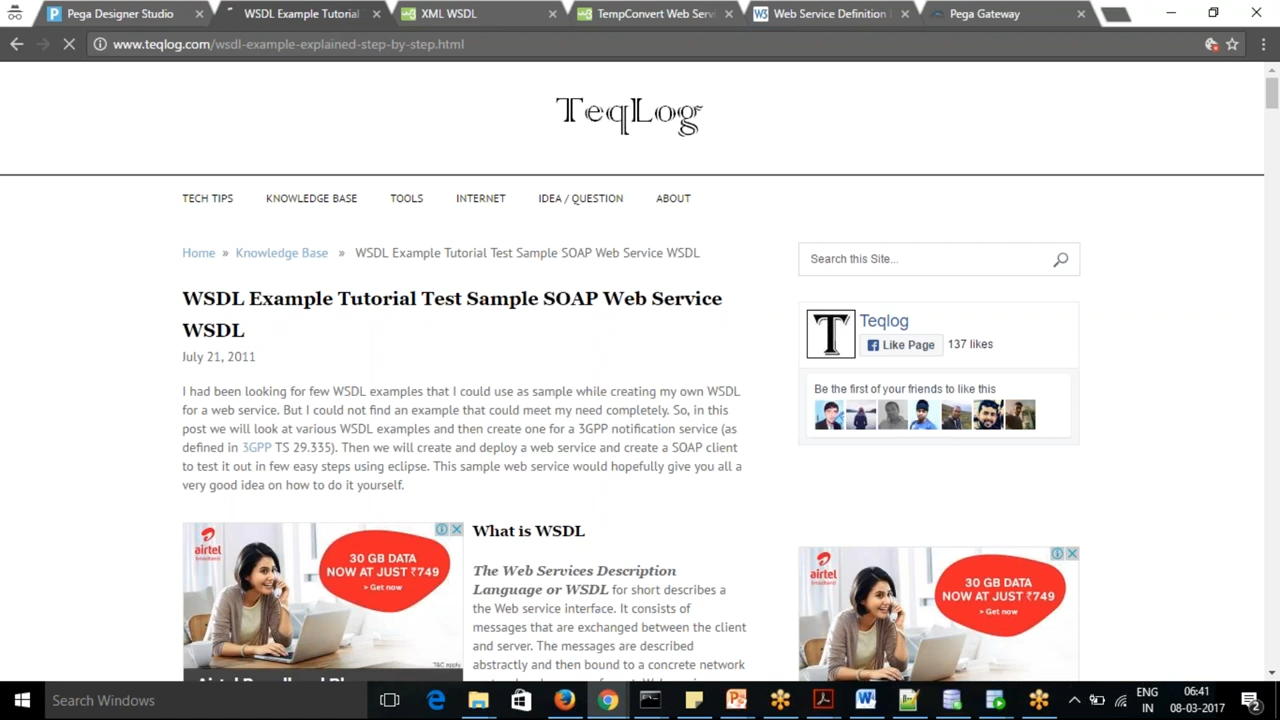 Pega Designer Studio
WSDL Example Tutorial
XML WSDL
TempConvert Web Servi
Web Service Definition
Pega Gateway
www.teqlog.com/wsdl-example-explained-step-by-step.html
TeqLog
TECH TIPS KNOWLEDGE BASE TOOLS INTERNET IDEA / QUESTION ABOUT
Home » Knowledge Base » WSDL Example Tutorial Test Sample SOAP Web Service WSDL
Search this Site...
WSDL Example Tutorial Test Sample SOAP Web Service
WSDL
July 21, 2011
T
Teqlog
Like Page 137 likes
Be the first of your friends to like this
I had been looking for few WSDL examples that I could use as sample while creating my own WSDL
for a web service. But I could not find an example that could meet my need completely. So, in this
post we will look at various WSDL examples and then create one for a 3GPP notification service (as
defined in 3GPP TS 29.335). Then we will create and deploy a web service and create a SOAP client
to test it out in few easy steps using eclipse. This sample web service would hopefully give you all a
very good idea on how to do it yourself.
airtel
broadband
30 GB DATA
NOW AT JUST ₹749
> Get now
T&C apply
What is WSDL
The Web Services Description
Language or WSDL for short describes a
the Web service interface. It consists of
messages that are exchanged between the client
and server. The messages are described
abstractly and then bound to a concrete network
airtel
broadband
30 GB DATA
NOW AT JUST ₹749
> Get now
Search Windows
ENG
IN
06:41
08-03-2017
2